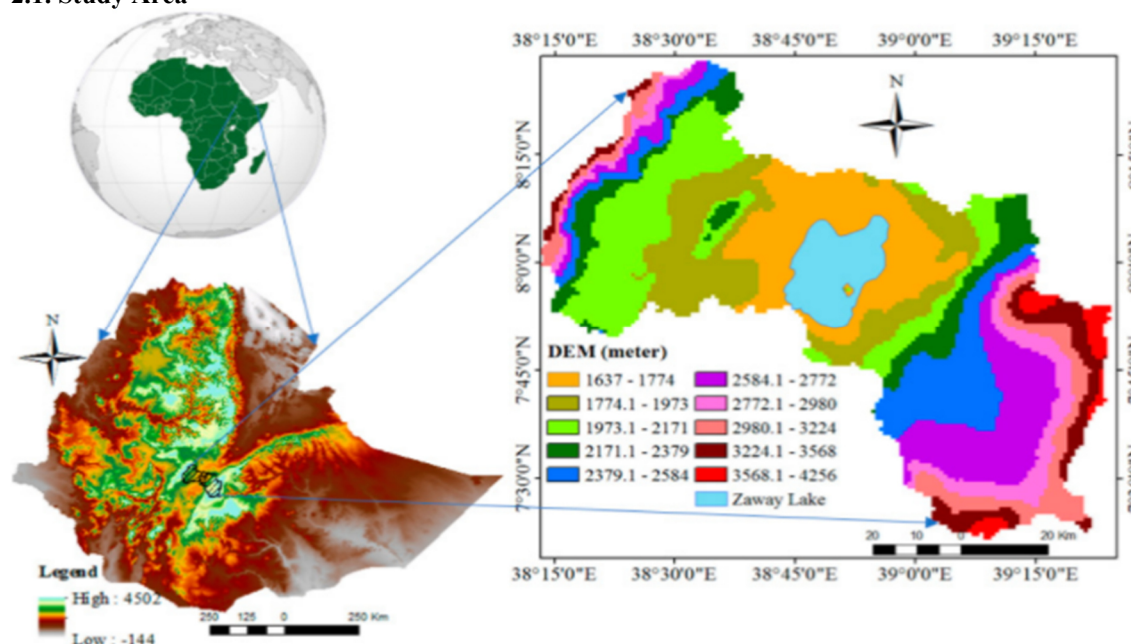 2.1. Study Area
38°15'0"E 38°30'0"E 38°45'0"E 39°0'0"E 39°15'0"E
N
8°15'0"N
8°0'0"N
7°45'0"N
7°30'0"N
N
DEM (meter)
1637 - 1774
1774.1 - 1973
1973.1 - 2171
2171.1 - 2379
2379.1 - 2584
2584.1 - 2772
2772.1 - 2980
2980.1 - 3224
3224.1 - 3568
3568.1 - 4256
Zaway Lake
20 10 0 20 Km
38°15'0"E 38°30'0"E 38°45'0"E 39°0'0"E 39°15'0"E
Legend
High : 4502
Low : -144
250 125 0 250 Km